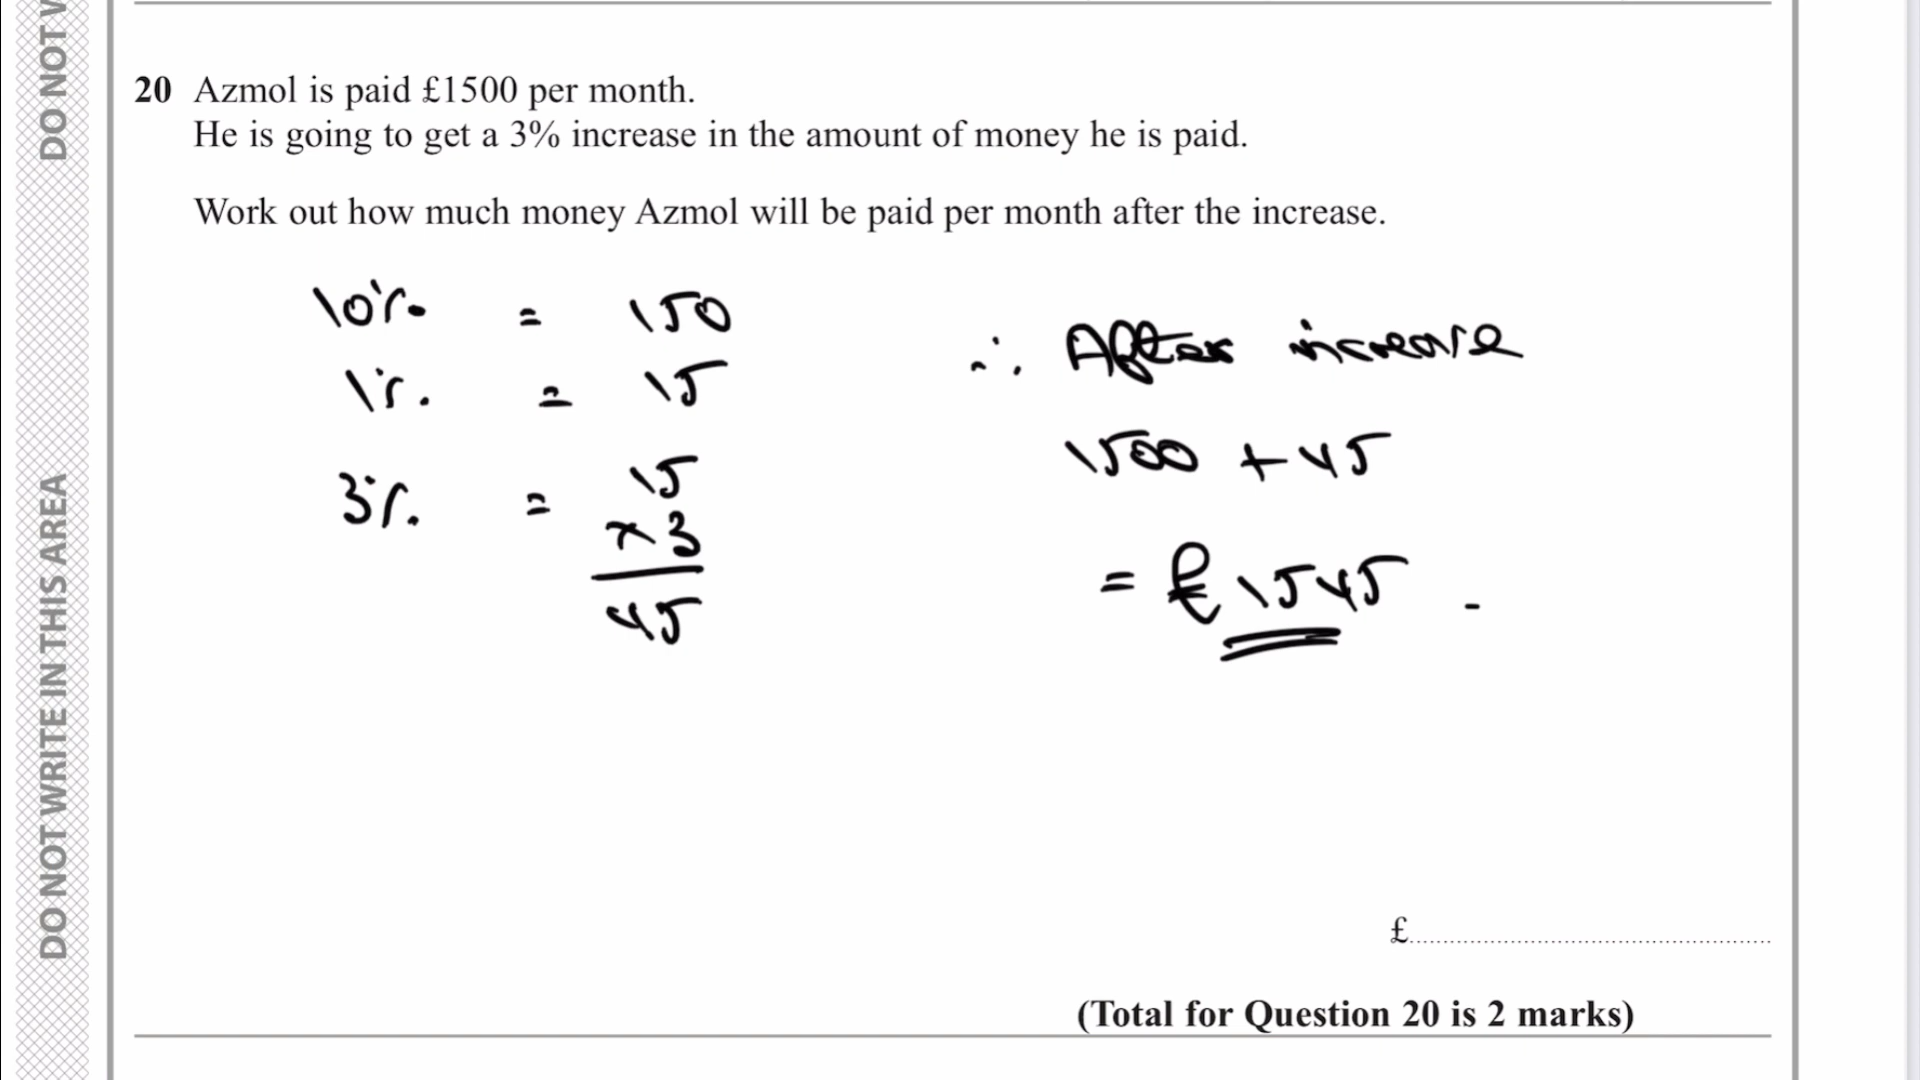 DO NOT W
DO NOT WRITE IN THIS AREA
20 Azmol is paid £1500 per month.
He is going to get a 3% increase in the amount of money he is paid.
Work out how much money Azmol will be paid per month after the increase.
10% = 150
1% = 15
3% = 15
× 3
45
∴ After increase
1500 + 45
= £1545
£
(Total for Question 20 is 2 marks)